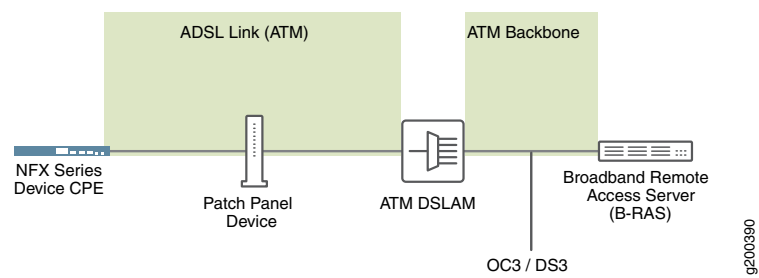 ADSL Link (ATM)
ATM Backbone
NFX Series
Device CPE
Patch Panel
Device
ATM DSLAM
Broadband Remote
Access Server
(B-RAS)
OC3 / DS3
g200390